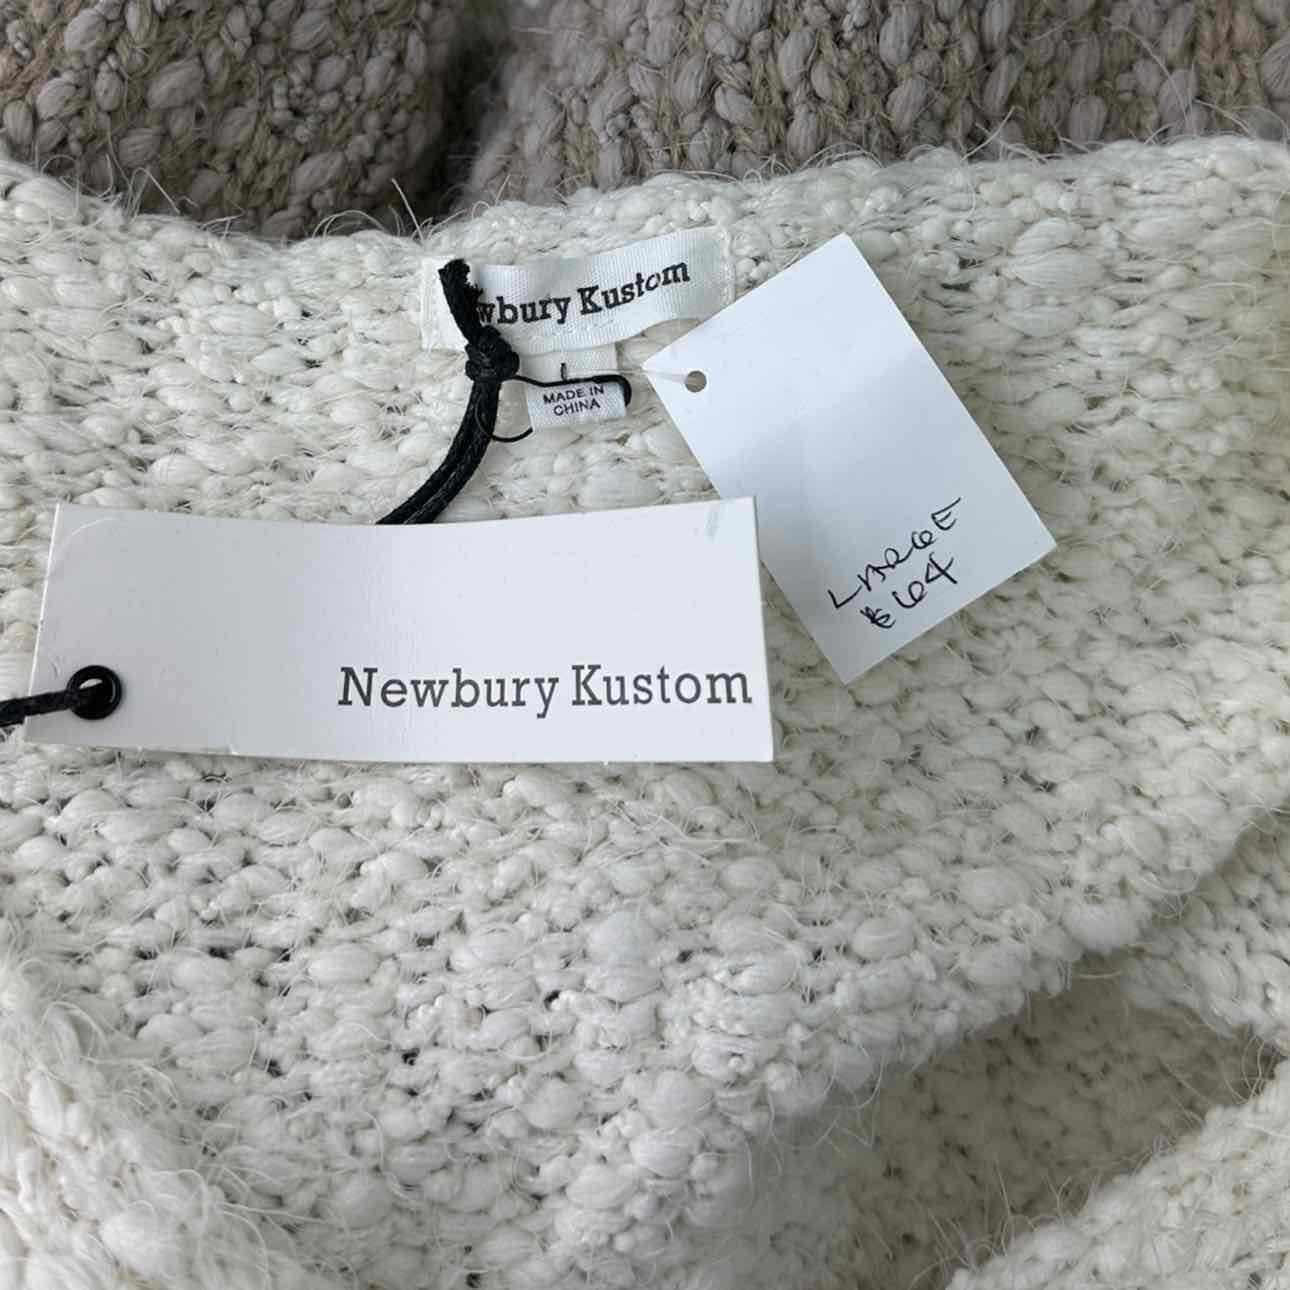 wbury Kustom
L
MADE IN
CHINA
LARGE
£64
Newbury Kustom